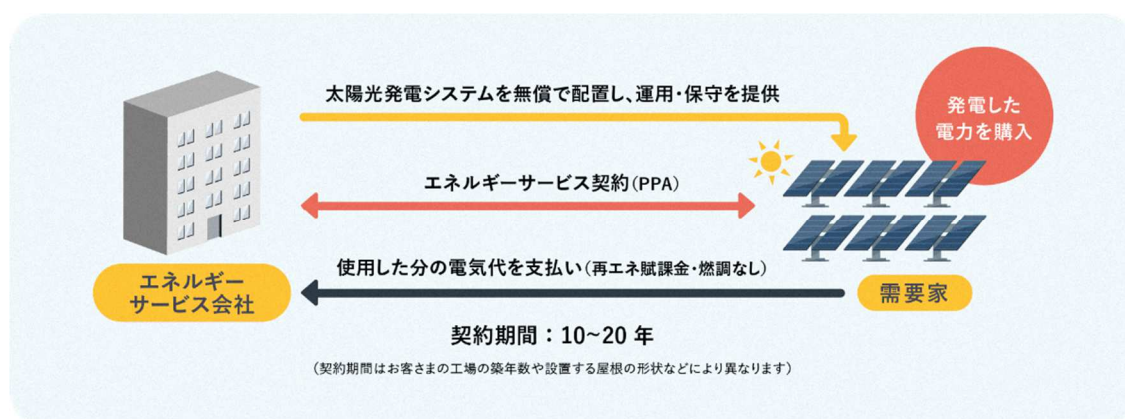 太陽光発電システムを無償で配置し、運用・保守を提供
発電した
電力を購入
エネルギーサービス契約(PPA)
使用した分の電気代を支払い(再エネ賦課金・燃調なし)
エネルギー
サービス会社
需要家
契約期間:10~20 年
(契約期間はお客さまの工場の築年数や設置する屋根の形状などにより異なります)